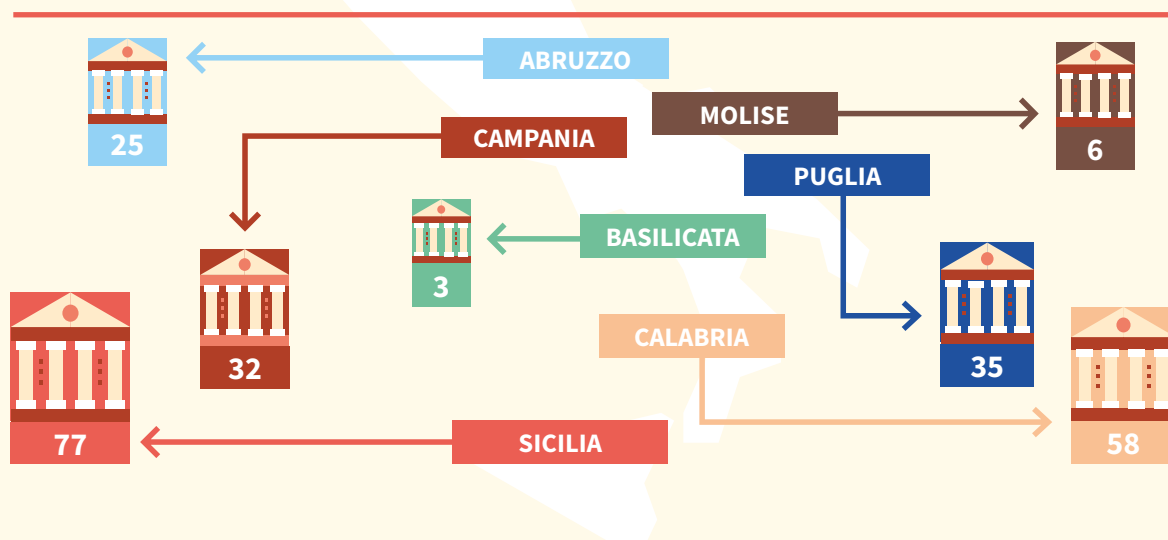 ABRUZZO
25
MOLISE
6
CAMPANIA
32
PUGLIA
35
BASILICATA
3
CALABRIA
58
SICILIA
77